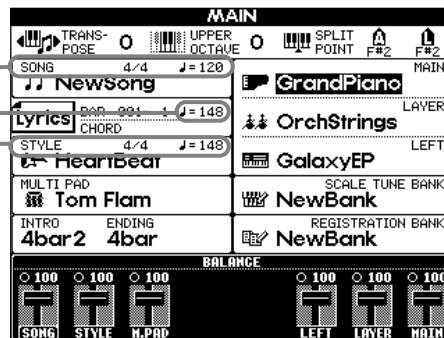 MAIN
TRANS-POSE 0 UPPER OCTAVE 0 SPLIT POINT A F#2 L F#2
SONG 4/4 ♩=120
NewSong
MAIN
GrandPiano
Lyrics BAR 001- 1 ♩=148
CHORD
LAYER
OrchStrings
STYLE 4/4 ♩=148
HeartBeat
LEFT
GalaxyEP
MULTI PAD
Tom Flam
SCALE TUNE BANK
NewBank
INTRO ENDING
4bar2 4bar
REGISTRATION BANK
NewBank
BALANCE
100 100 100 100 100 100
SONG STYLE M.PAD LEFT LAYER MAIN